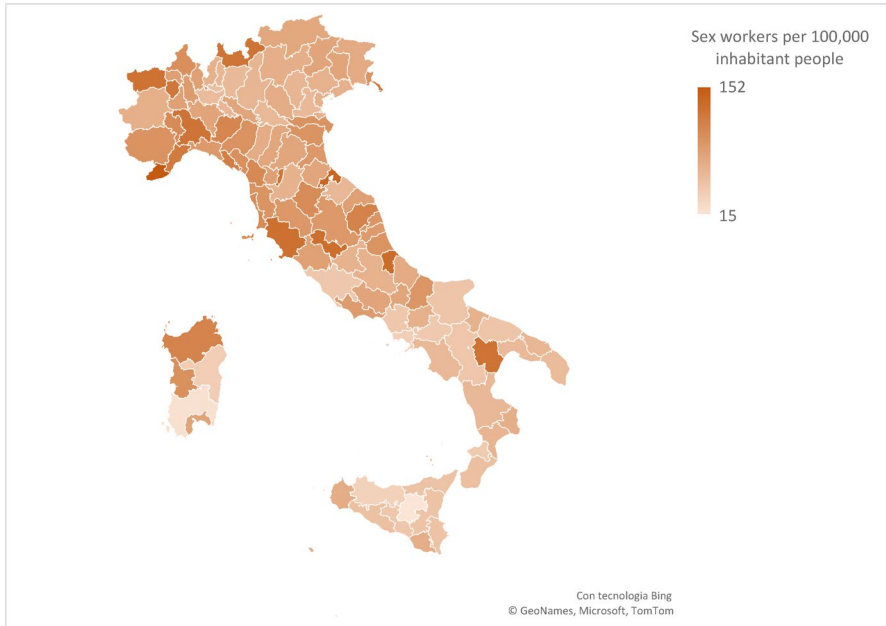 Sex workers per 100,000
inhabitant people
152
15
Con tecnologia Bing
© GeoNames, Microsoft, TomTom